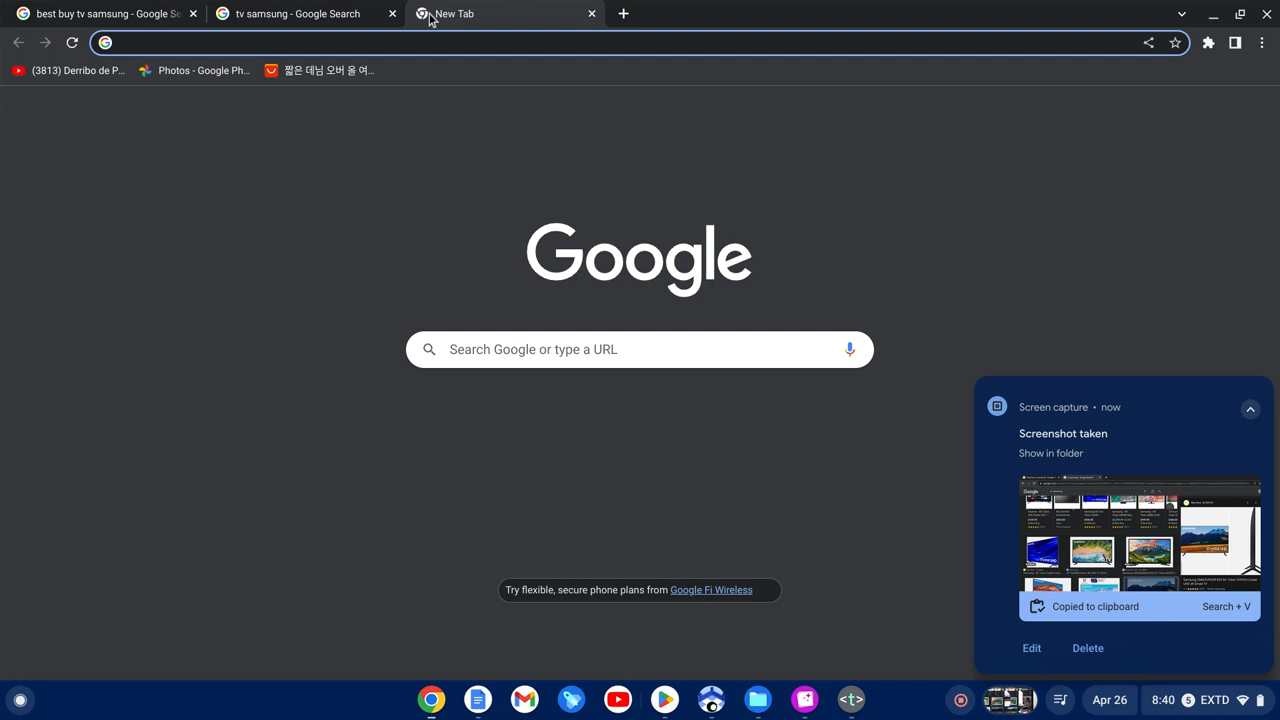 best buy tv samsung - Google Se
tv samsung - Google Search
New Tab
(3813) Derribo de P...
Photos - Google Ph...
짧은 데님 오버 올 여...
Google
Search Google or type a URL
Try flexible, secure phone plans from Google Fi Wireless
Screen capture • now
Screenshot taken
Show in folder
Copied to clipboard
Search + V
Edit
Delete
<t>
Apr 26
8:40
5
EXTD